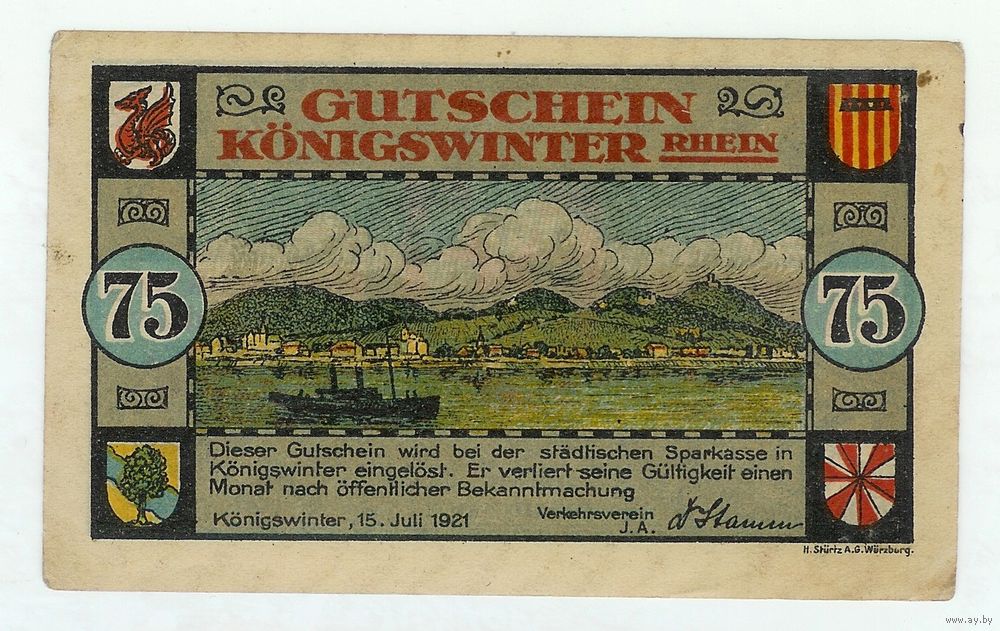 GUTSCHEIN
KÖNIGSWINTER RHEIN
75
75
Dieser Gutschein wird bei der städtischen Sparkasse in
Königswinter eingelöst. Er verliert seine Gültigkeit einen
Monat nach öffentlicher Bekanntmachung
Königswinter, 15. Juli 1921
Verkehrsverein
J.A. Stamm
H. Stürtz A.G. Würzburg.
www.ay.by